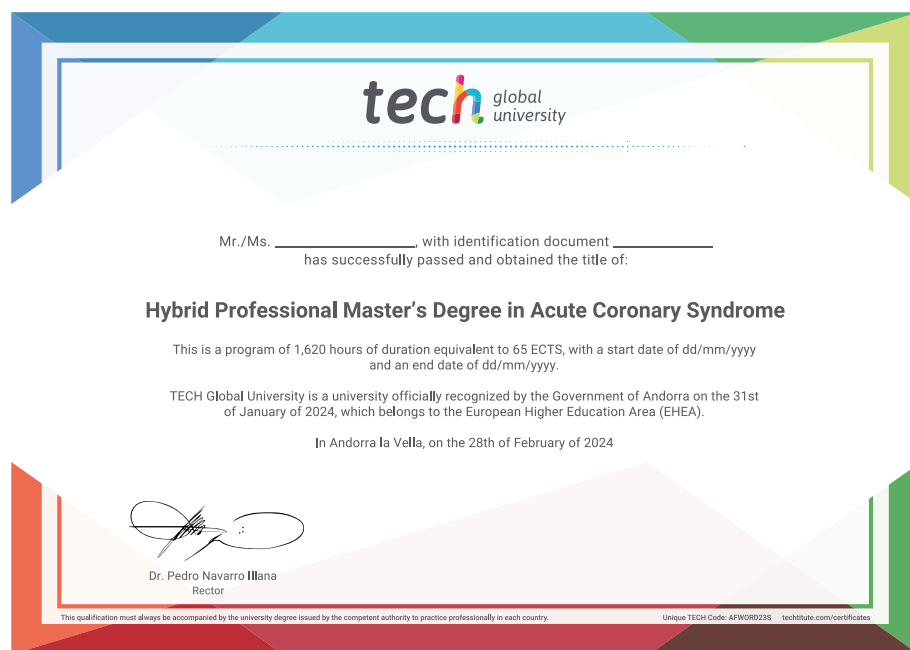 tech global
university
Mr./Ms. ____________, with identification document ____________
has successfully passed and obtained the title of:
Hybrid Professional Master’s Degree in Acute Coronary Syndrome
This is a program of 1,620 hours of duration equivalent to 65 ECTS, with a start date of dd/mm/yyyy
and an end date of dd/mm/yyyy.
TECH Global University is a university officially recognized by the Government of Andorra on the 31st
of January of 2024, which belongs to the European Higher Education Area (EHEA).
In Andorra la Vella, on the 28th of February of 2024
Dr. Pedro Navarro Illana
Rector
This qualification must always be accompanied by the university degree issued by the competent authority to practice professionally in each country.
Unique TECH Code: AFWORD23S techtitute.com/certificates